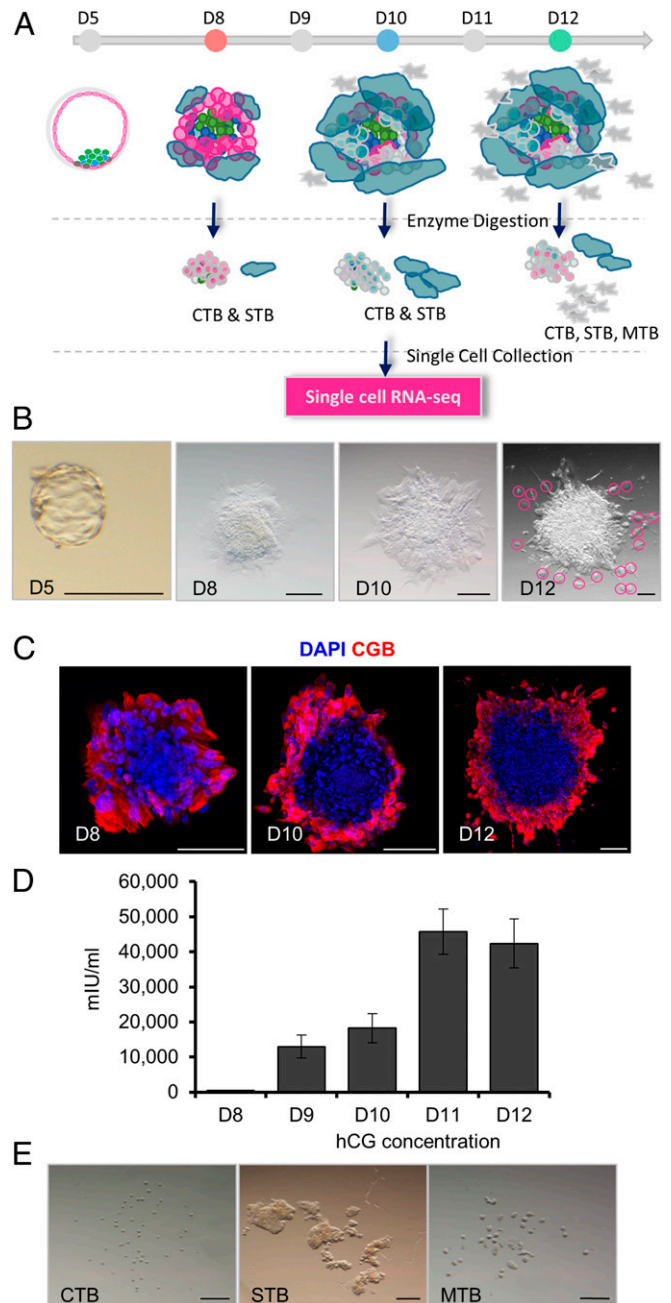 A
D5 D8 D9 D10 D11 D12
Enzyme Digestion
CTB & STB
CTB & STB
CTB, STB, MTB
Single Cell Collection
Single cell RNA-seq
B
D5
D8
D10
D12
C
DAPI CGB
D8
D10
D12
D
60,000
50,000
40,000
30,000
20,000
10,000
0
mIU/ml
D8 D9 D10 D11 D12
hCG concentration
E
CTB
STB
MTB